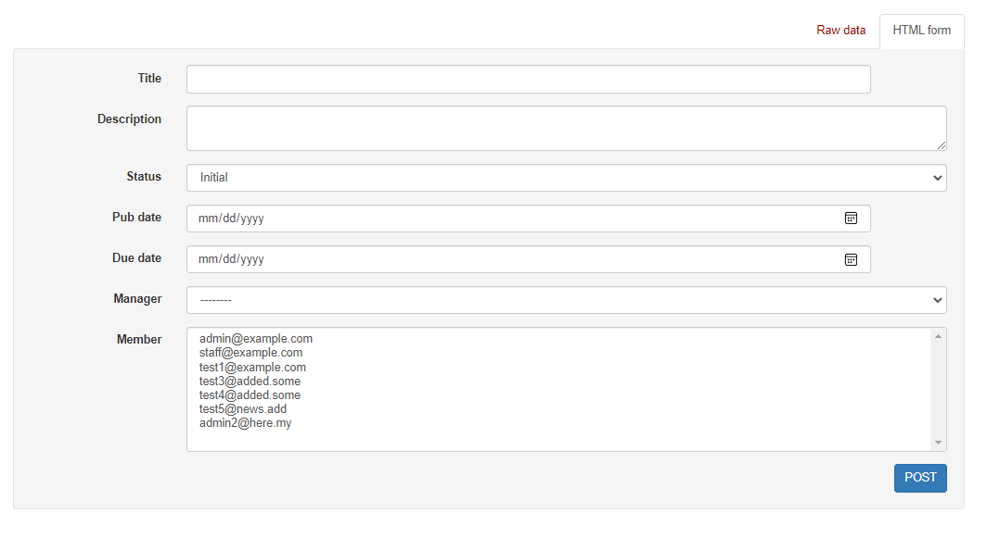 Raw data
HTML form
Title
Description
Status
Initial
Pub date
mm/dd/yyyy
Due date
mm/dd/yyyy
Manager
--------
Member
admin@example.com
staff@example.com
test1@example.com
test3@added.some
test4@added.some
test5@news.add
admin2@here.my
POST